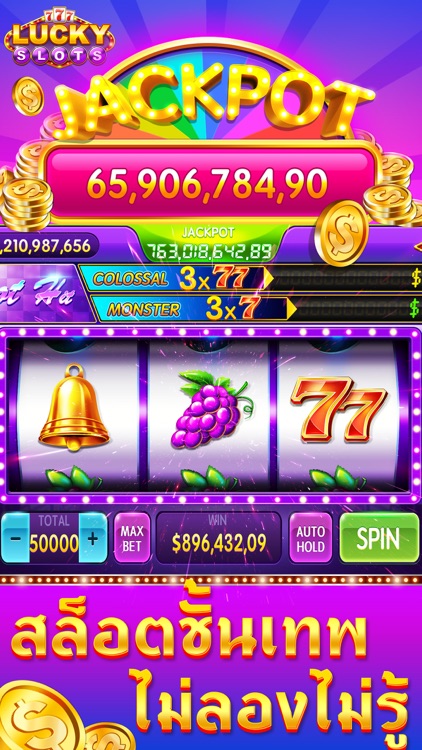 777
LUCKY
SLOTS
JACKPOT
65,906,784,90
,210,987,656
JACKPOT
763,018,642,89
COLOSSAL 3x77 $
MONSTER 3x7 $
77
TOTAL
- 50000 +
MAX
BET
WIN
$896,432,09
AUTO
HOLD
SPIN
สล็อตชั้นเทพ
ไม่ลองไม่รู้